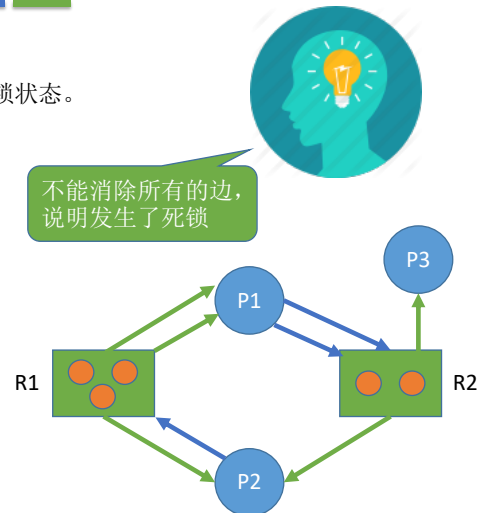 锁状态。
不能消除所有的边，
说明发生了死锁
P3
P1
R1
R2
P2